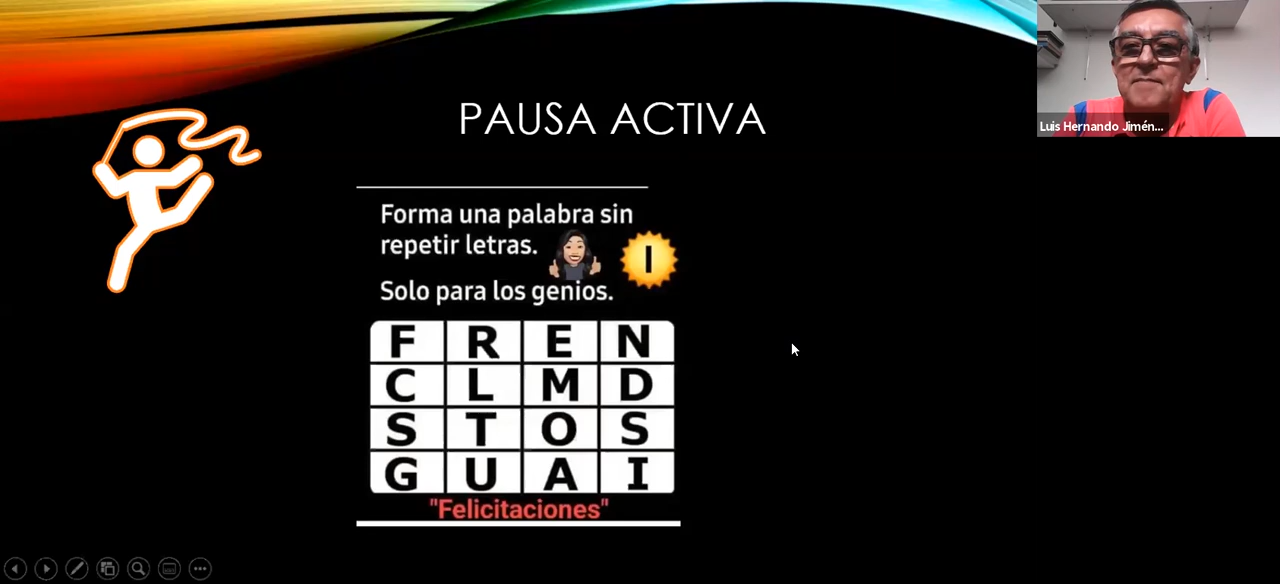 PAUSA ACTIVA
Luis Hernando Jimén...
Forma una palabra sin
repetir letras.
I
Solo para los genios.
F R E N
C L M D
S T O S
G U A I
"Felicitaciones"